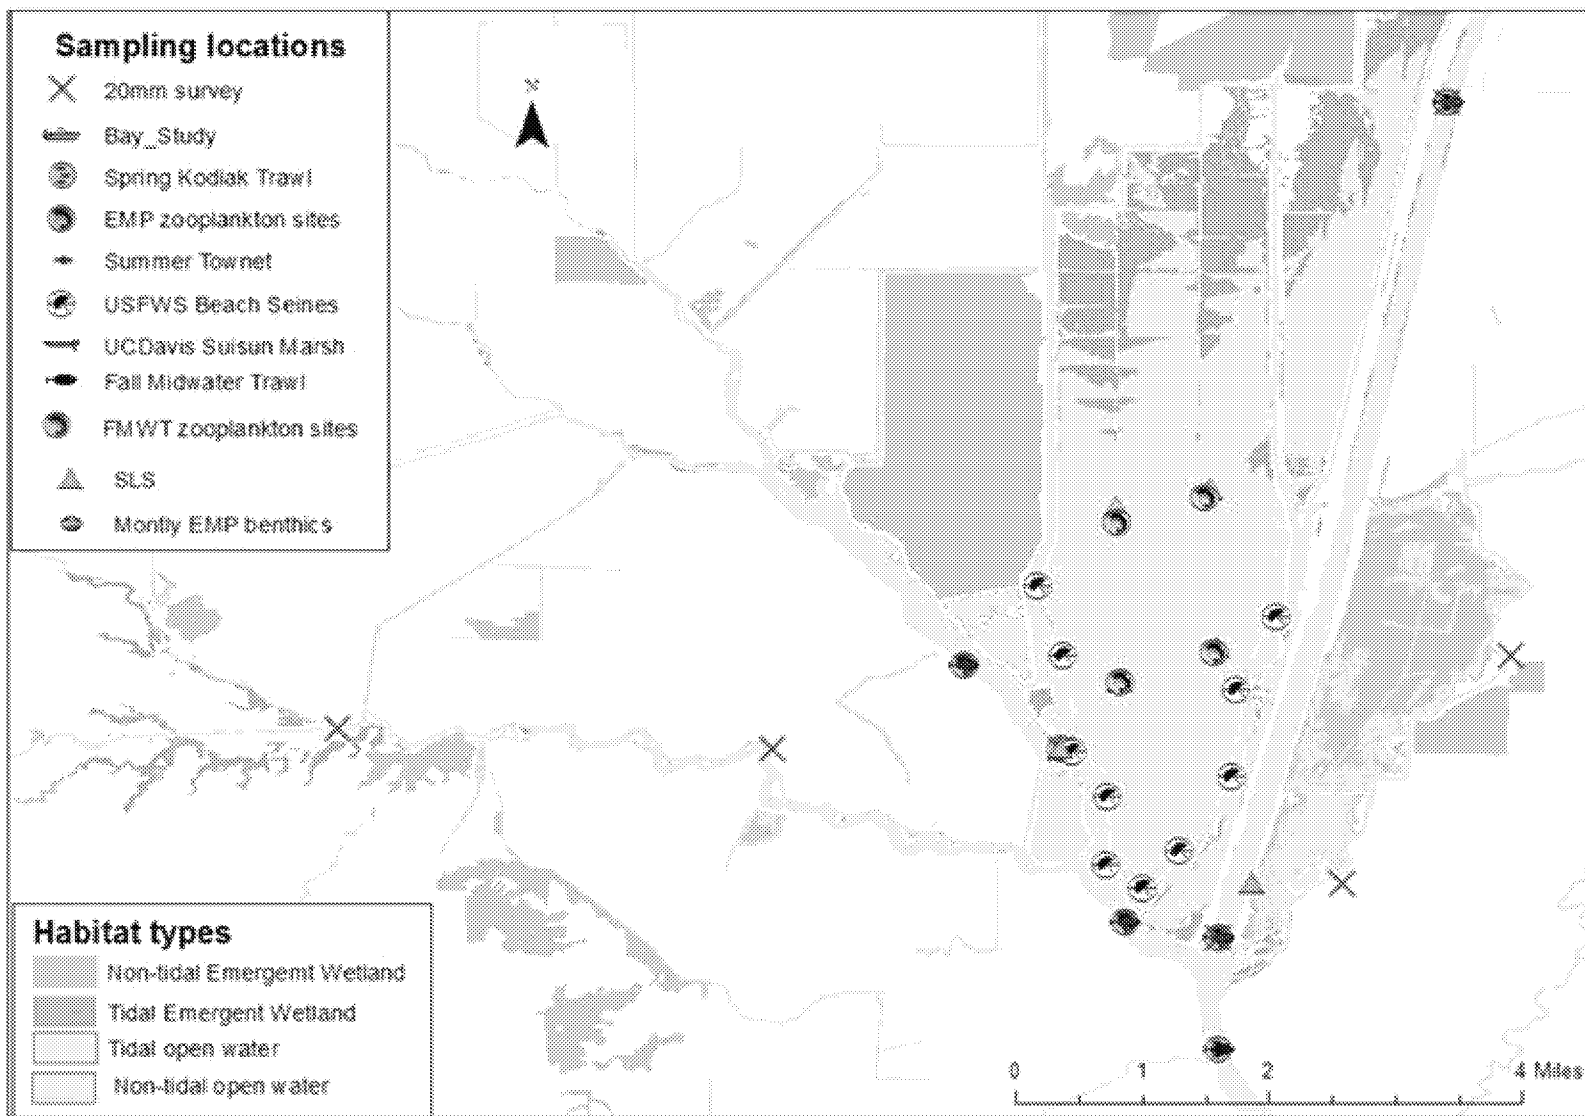 Sampling locations
20mm survey
Bay_Study
Spring Kodiak Trawl
EMP zooplankton sites
Summer Townet
USFWS Beach Seines
UCDavis Suisun Marsh
Fall Midwater Trawl
FMWT zooplankton sites
SLS
Montly EMP benthics
Habitat types
Non-tidal Emergemt Wetland
Tidal Emergent Wetland
Tidal open water
Non-tidal open water
0 1 2 4 Miles